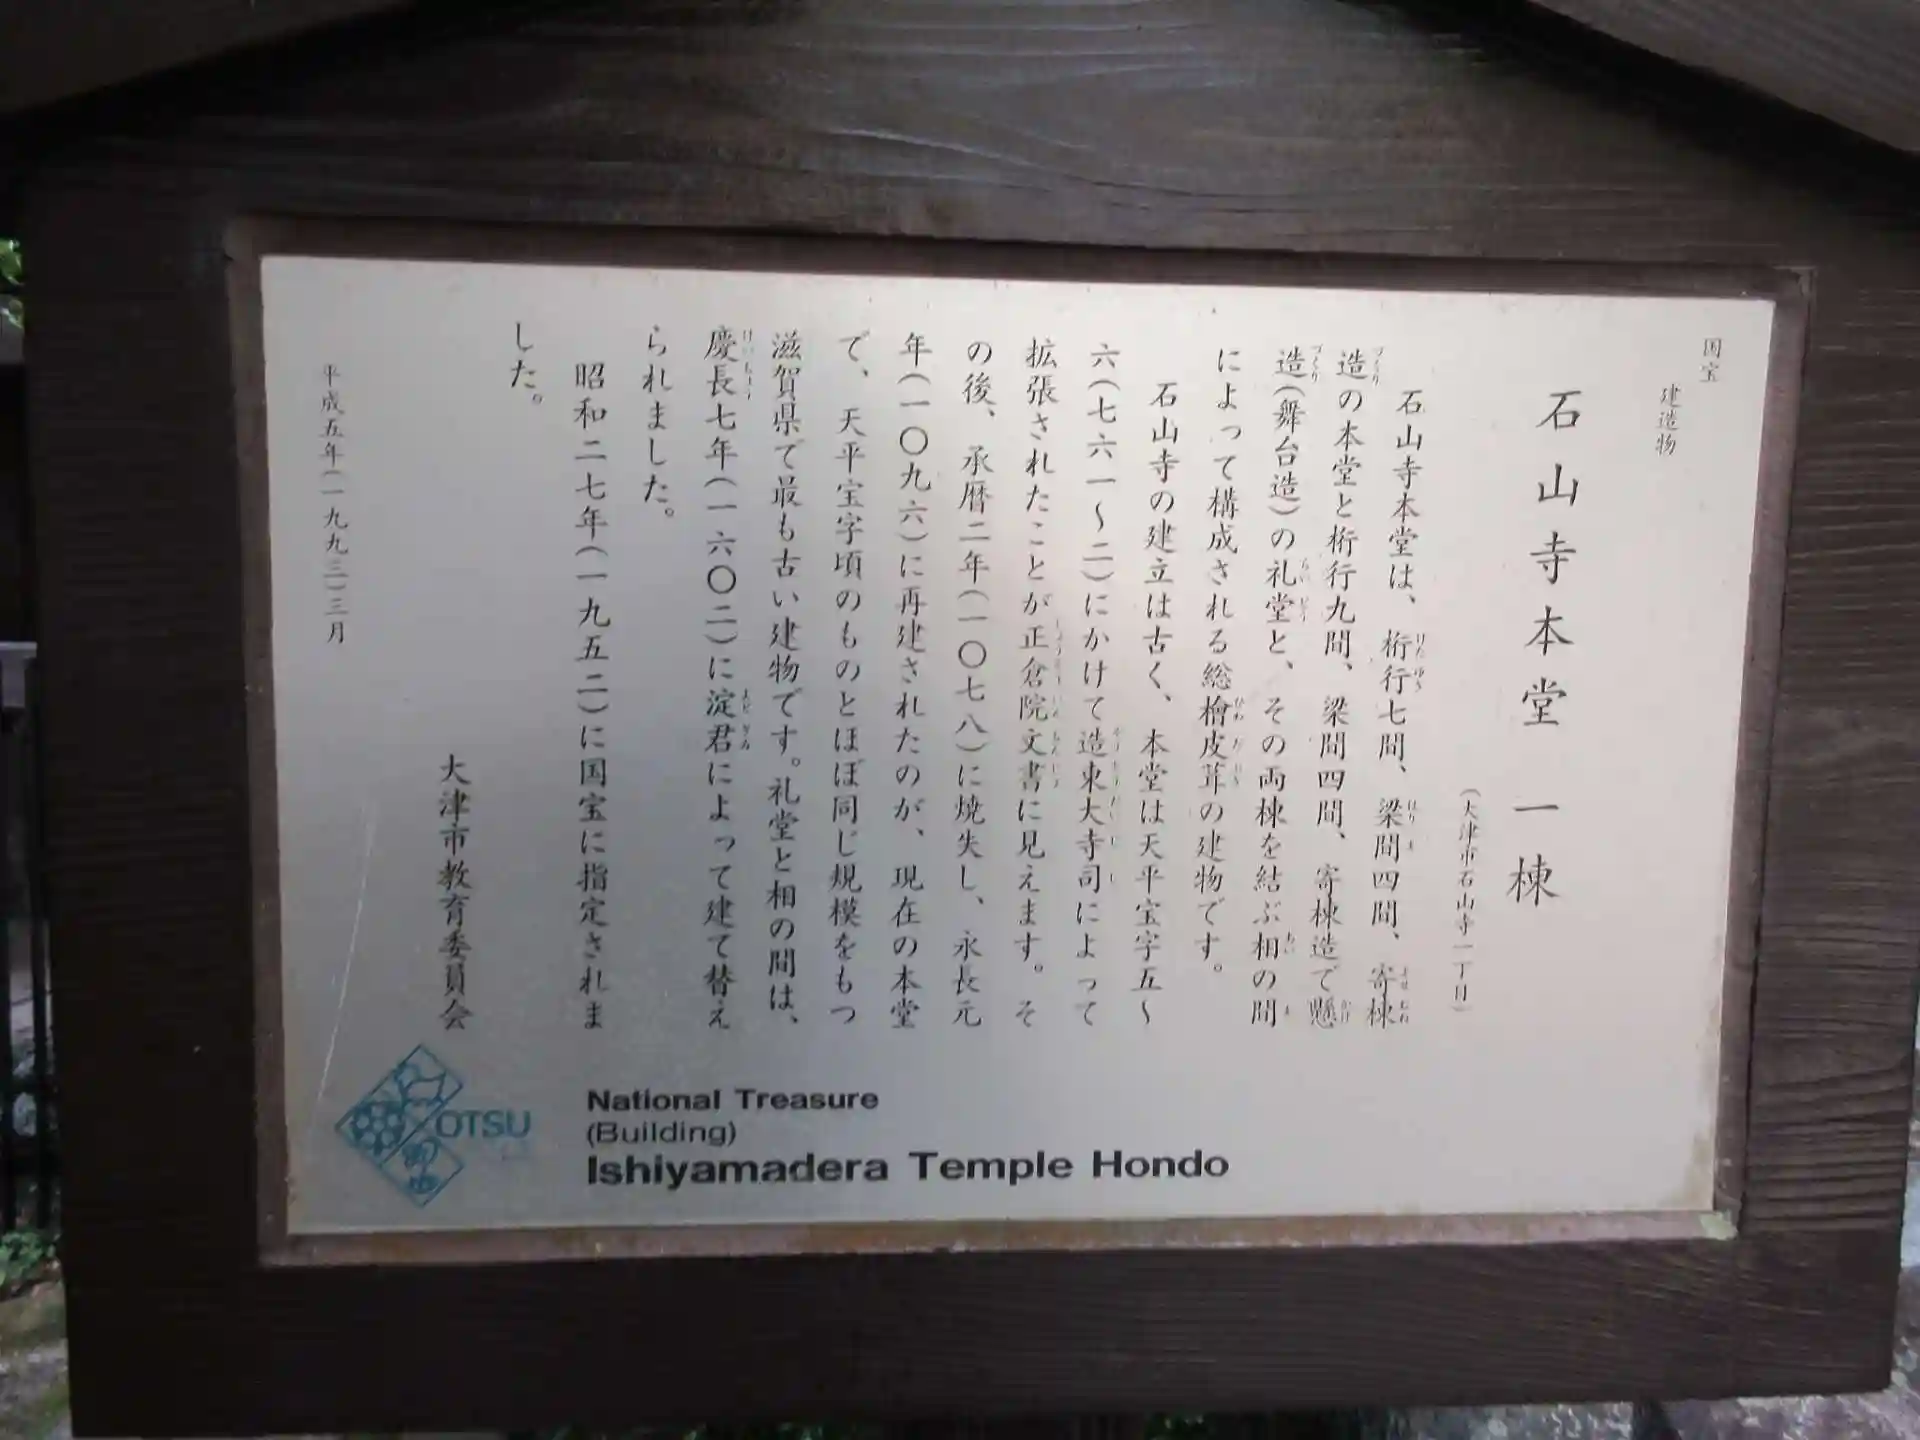 国宝
建造物
石山寺本堂 一棟
(大津市石山寺一丁目)
石山寺本堂は、桁行七間、梁間四間、寄棟
造の本堂と桁行九間、梁間四間、寄棟造で懸
造(舞台造)の礼堂と、その両棟を結ぶ相の間
によって構成される総檜皮葺の建物です。
石山寺の建立は古く、本堂は天平宝字五〜
六(七六一〜二)にかけて造東大寺司によって
拡張されたことが正倉院文書に見えます。そ
の後、承暦二年(一〇七八)に焼失し、永長元
年(一〇九六)に再建されたのが、現在の本堂
で、天平宝字頃のものとほぼ同じ規模をもつ
滋賀県で最も古い建物です。礼堂と相の間は、
慶長七年(一六〇二)に淀君によって建て替え
られました。
昭和二七年(一九五二)に国宝に指定されま
した。
大津市教育委員会
平成五年(一九九三)三月
OTSU
National Treasure
(Building)
Ishiyamadera Temple Hondo